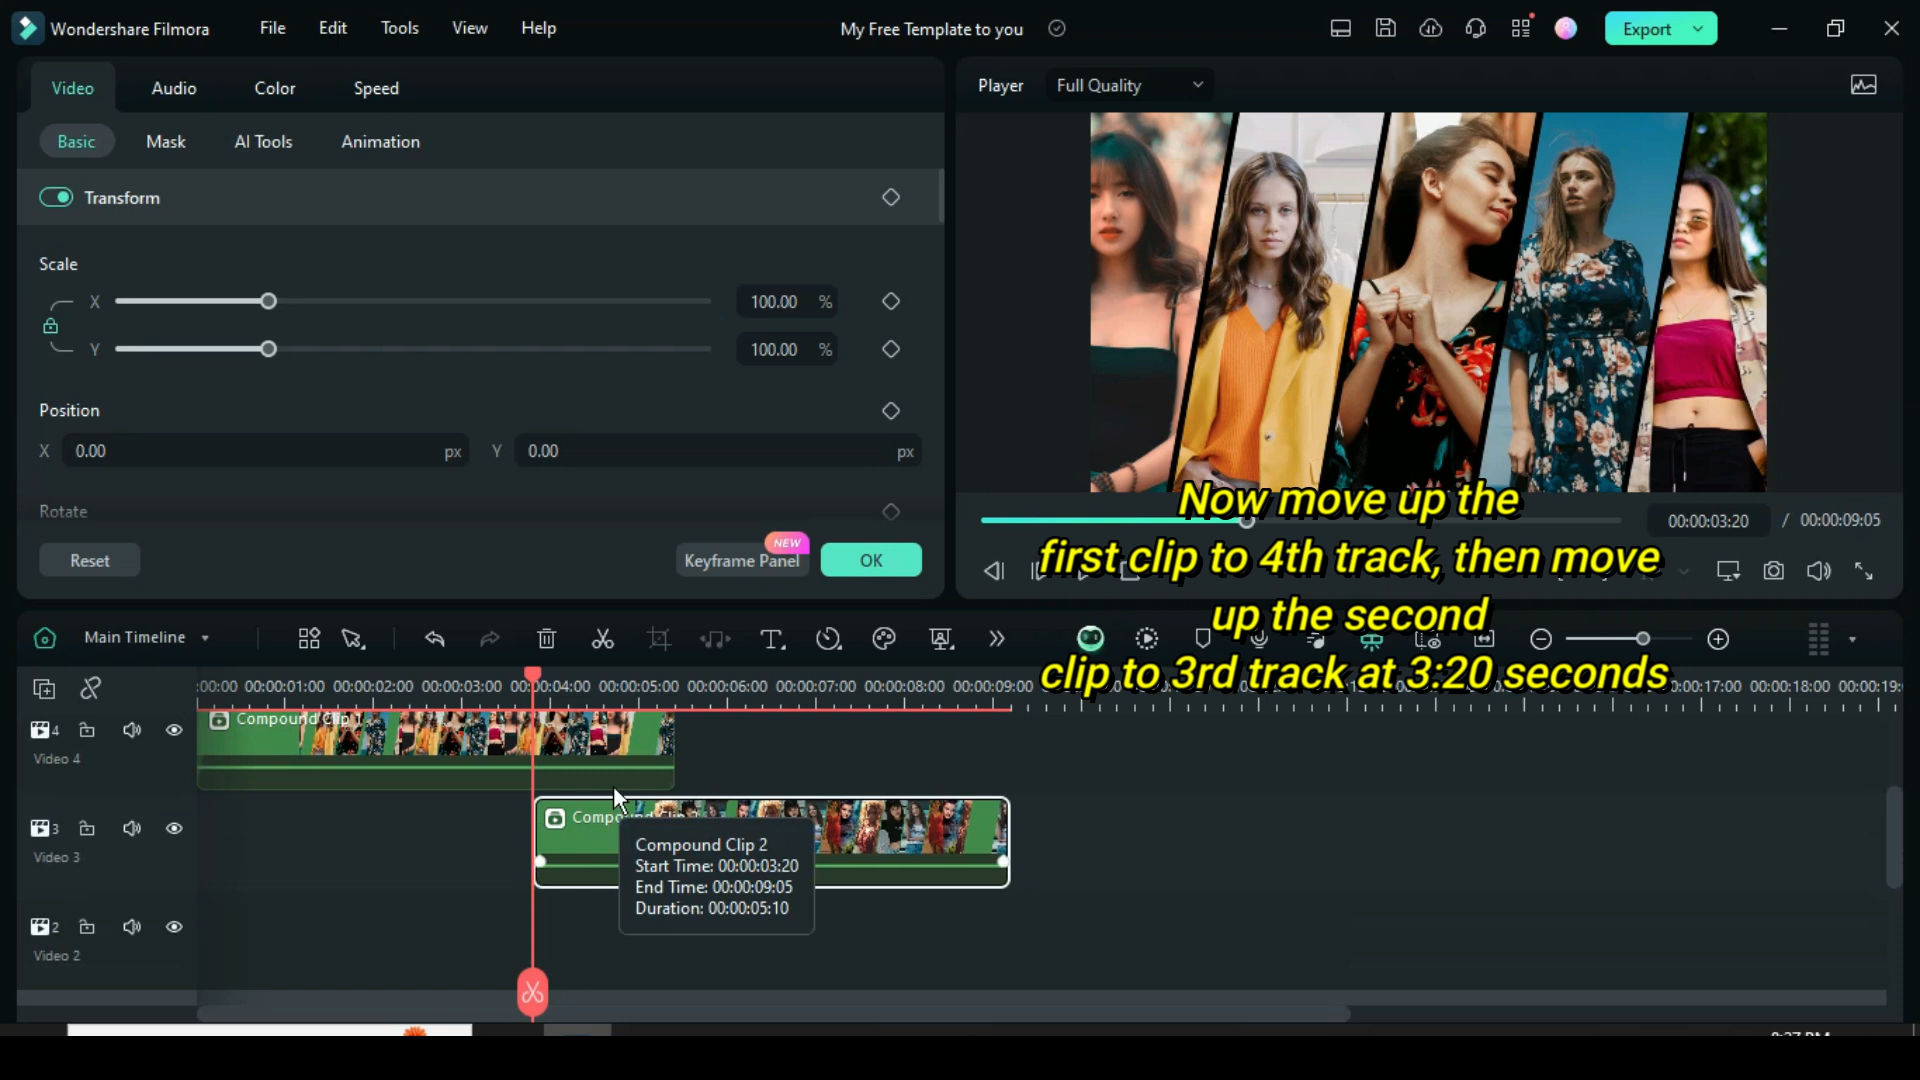 Wondershare Filmora
File
Edit
Tools
View
Help
My Free Template to you
Export
Video
Audio
Color
Speed
Player
Full Quality
Basic
Mask
AI Tools
Animation
Transform
Scale
X
100.00 %
Y
100.00 %
Position
X
0.00
px
Y
0.00
px
Rotate
Reset
Keyframe Panel
NEW
OK
00:00:03:20
/ 00:00:09:05
Now move up the
first clip to 4th track, then move
up the second
clip to 3rd track at 3:20 seconds
Main Timeline
:00:00
00:00:01:00
00:00:02:00
00:00:03:00
00:00:04:00
00:00:05:00
00:00:06:00
00:00:07:00
00:00:08:00
00:00:09:00
00:00:17:00
00:00:18:00
00:00:19:
4
Video 4
Compound Clip 1
3
Video 3
Compound Clip 2
Start Time: 00:00:03:20
End Time: 00:00:09:05
Duration: 00:00:05:10
2
Video 2